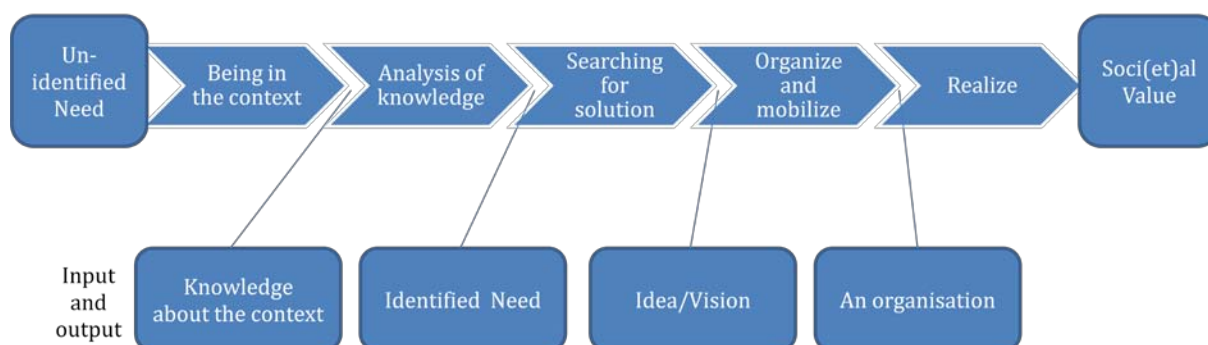 Un-
identified
Need
Being in
the context
Analysis of
knowledge
Searching
for
solution
Organize
and
mobilize
Realize
Soci(et)al
Value
Input
and
output
Knowledge
about the context
Identified Need
Idea/Vision
An organisation